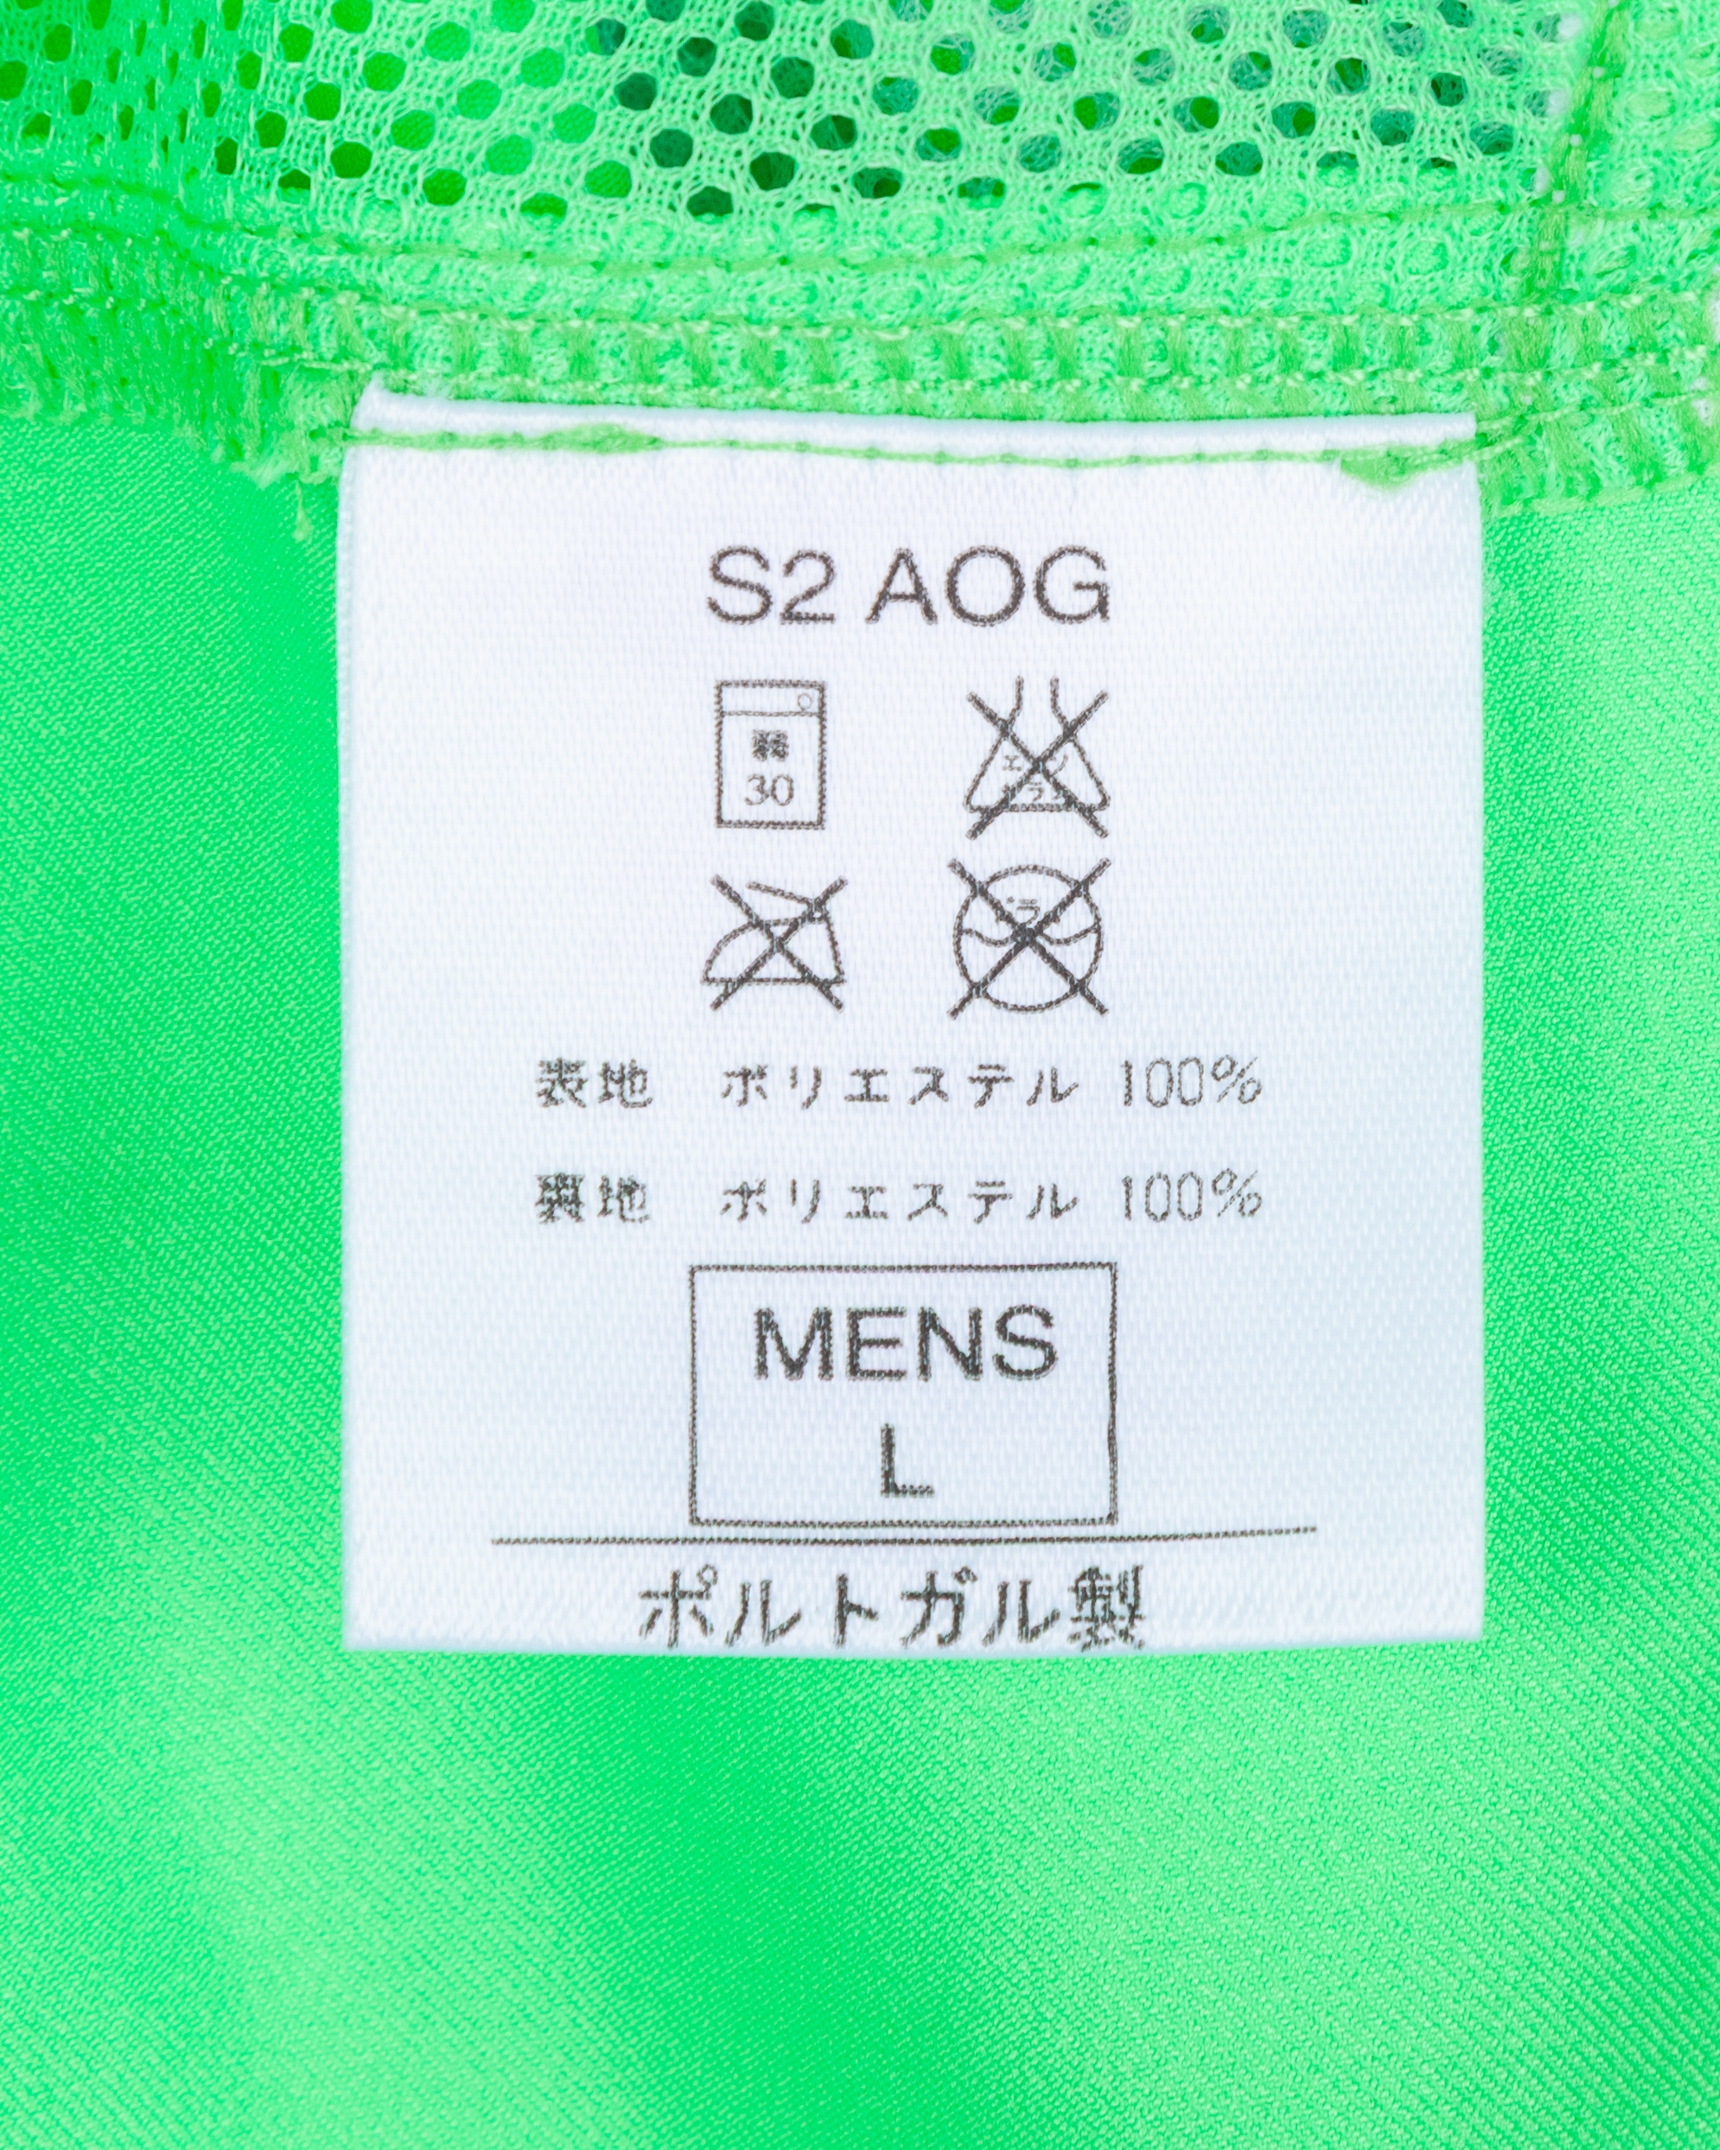 S2 AOG
弱
30
表地 ポリエステル 100%
裏地 ポリエステル 100%
MENS
L
ポルトガル製